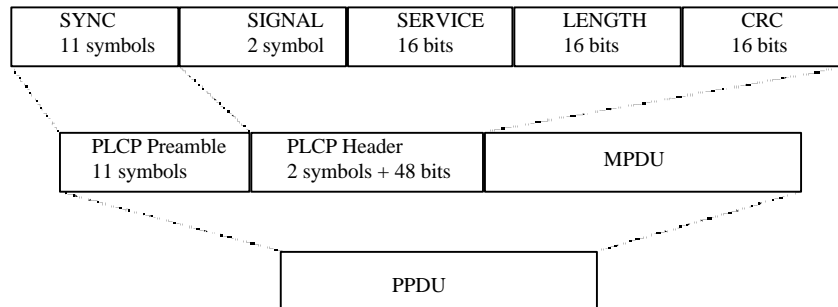 SYNC
11 symbols
SIGNAL
2 symbol
SERVICE
16 bits
LENGTH
16 bits
CRC
16 bits
PLCP Preamble
11 symbols
PLCP Header
2 symbols + 48 bits
MPDU
PPDU